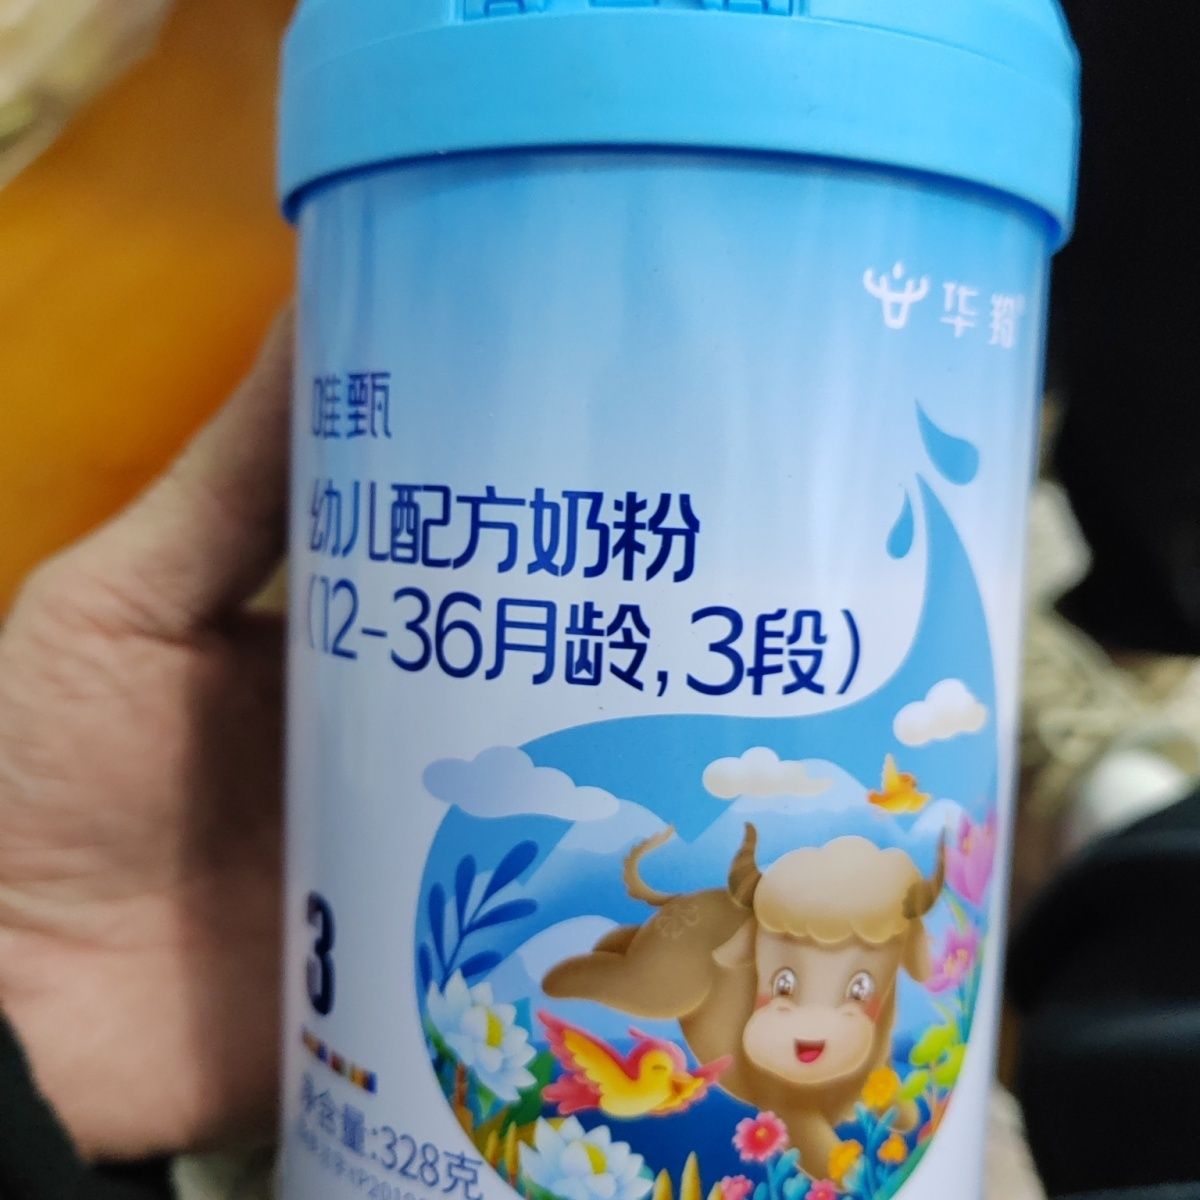 华羚
唯甄
幼儿配方奶粉
(12-36月龄,3段)
3
净含量:328克